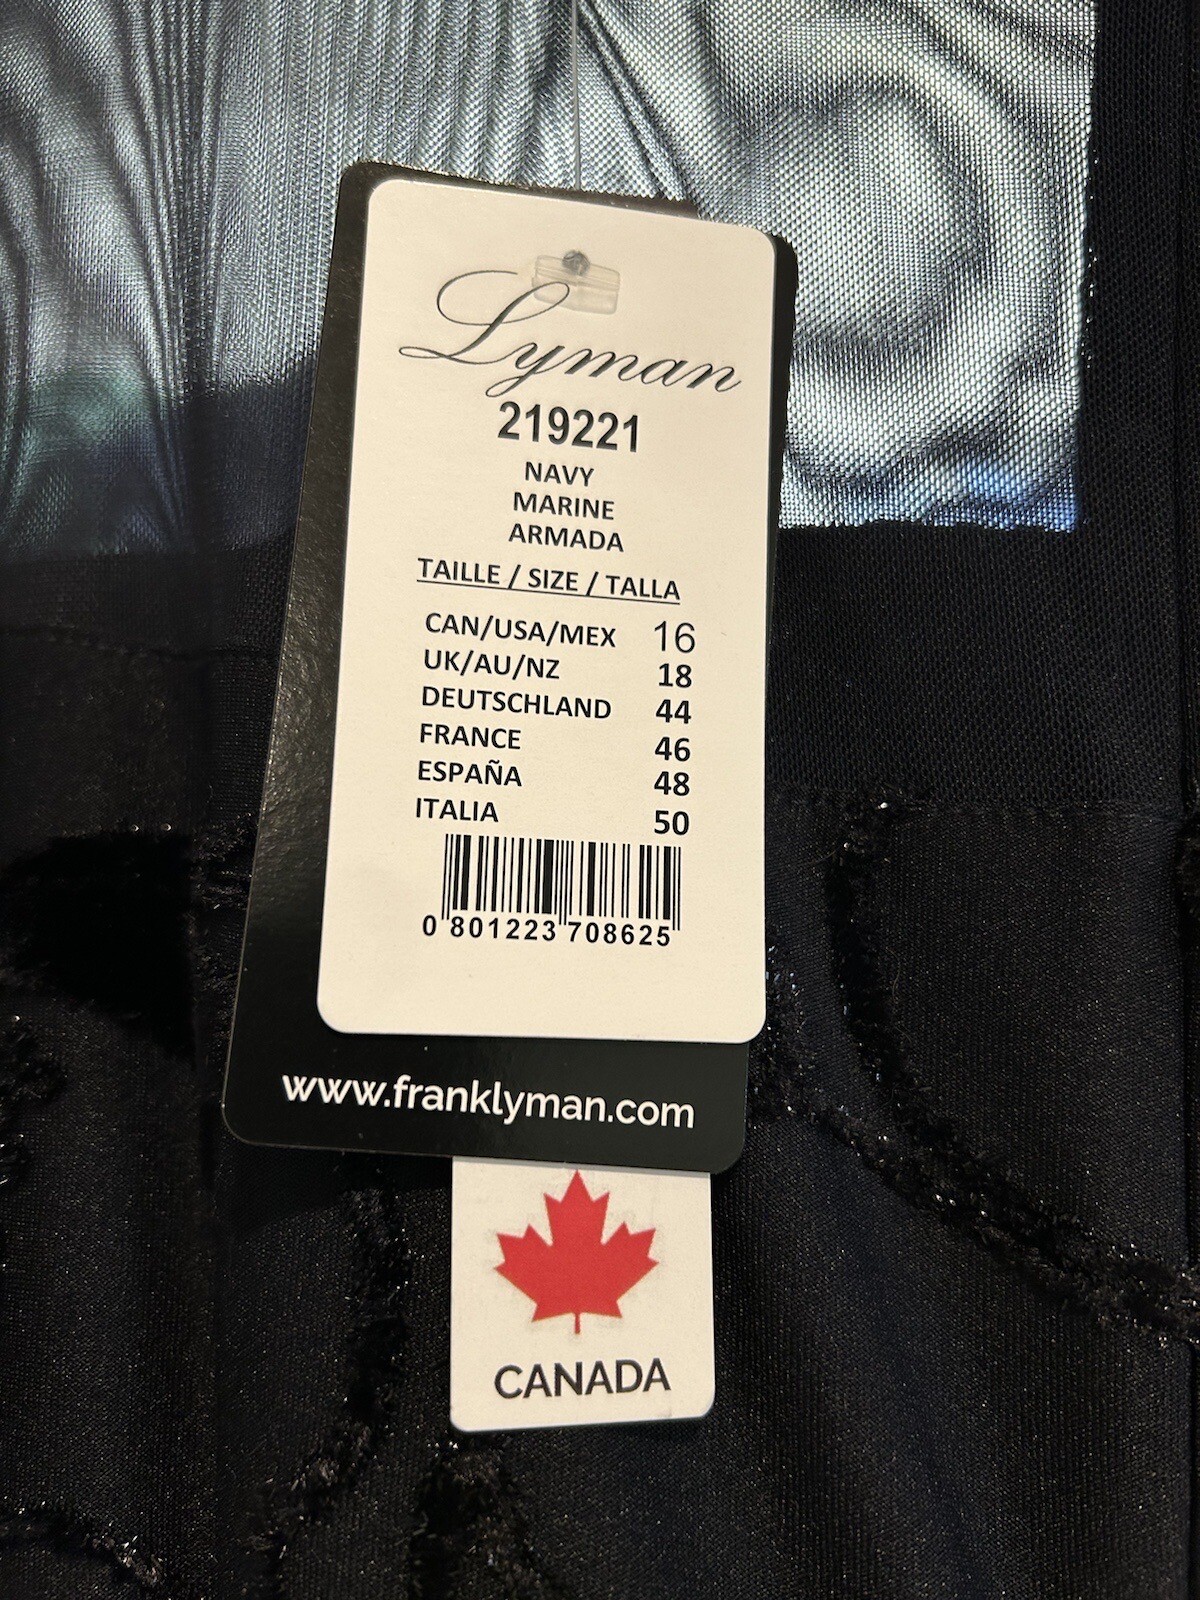 Lyman
219221
NAVY
MARINE
ARMADA
TAILLE / SIZE / TALLA
CAN/USA/MEX 16
UK/AU/NZ 18
DEUTSCHLAND 44
FRANCE 46
ESPAÑA 48
ITALIA 50
0 801223 708625
www.franklyman.com
CANADA